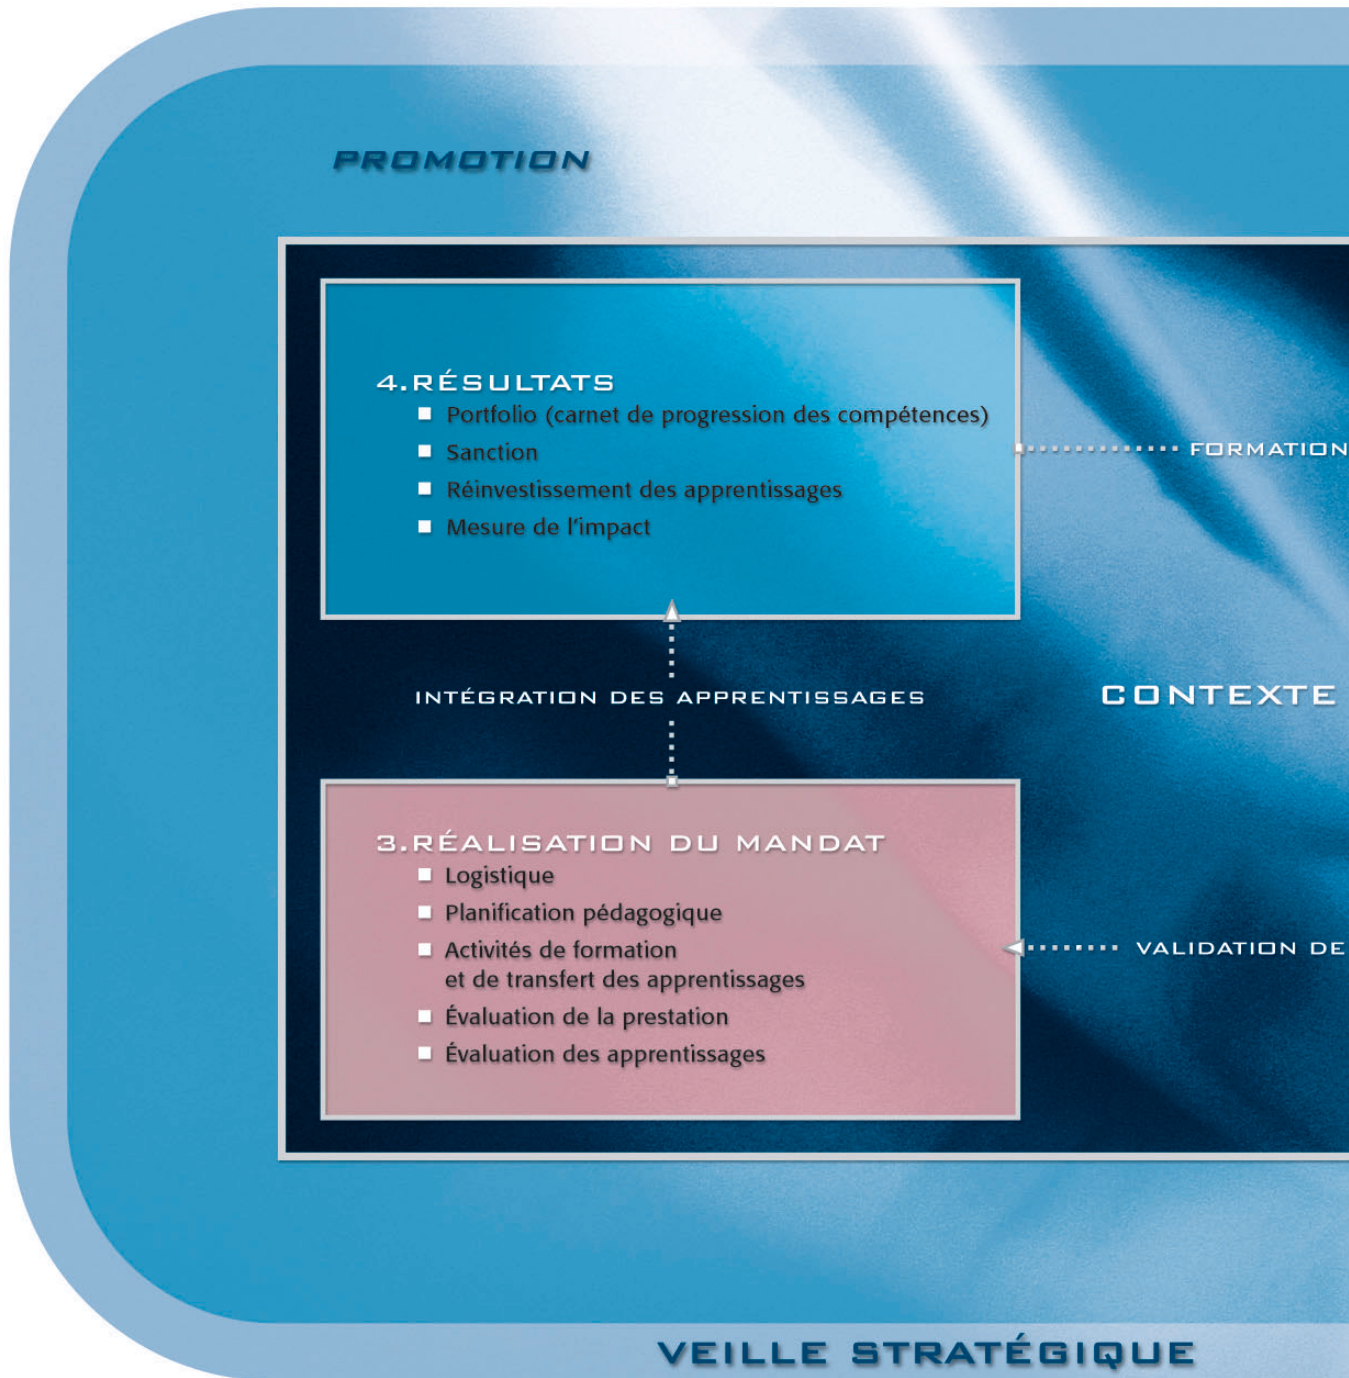 PROMOTION
4.RÉSULTATS
Portfolio (carnet de progression des compétences)
Sanction
Réinvestissement des apprentissages
Mesure de l'impact
FORMATION
INTÉGRATION DES APPRENTISSAGES
CONTEXTE
3.RÉALISATION DU MANDAT
Logistique
Planification pédagogique
Activités de formation
et de transfert des apprentissages
Évaluation de la prestation
Évaluation des apprentissages
VALIDATION DE
VEILLE STRATÉGIQUE